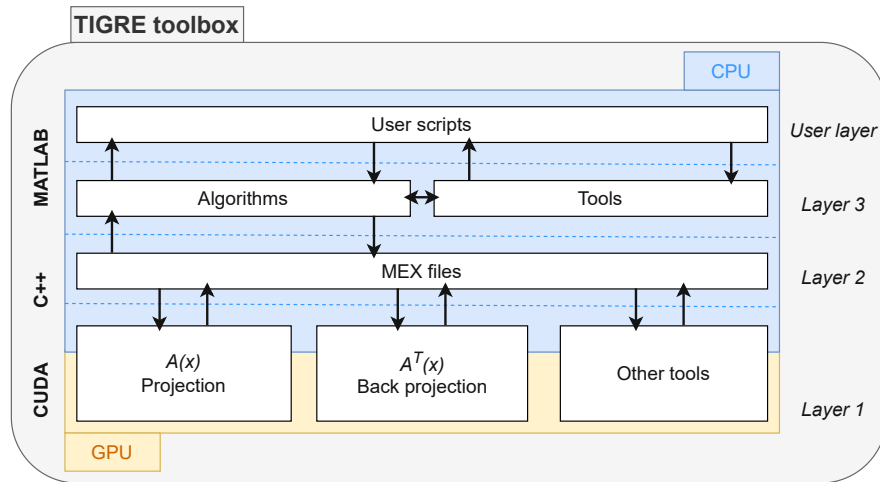 TIGRE toolbox
CPU
MATLAB
User scripts
User layer
Algorithms
Tools
Layer 3
C++
MEX files
Layer 2
CUDA
A(x)
Projection
A^T(x)
Back projection
Other tools
Layer 1
GPU